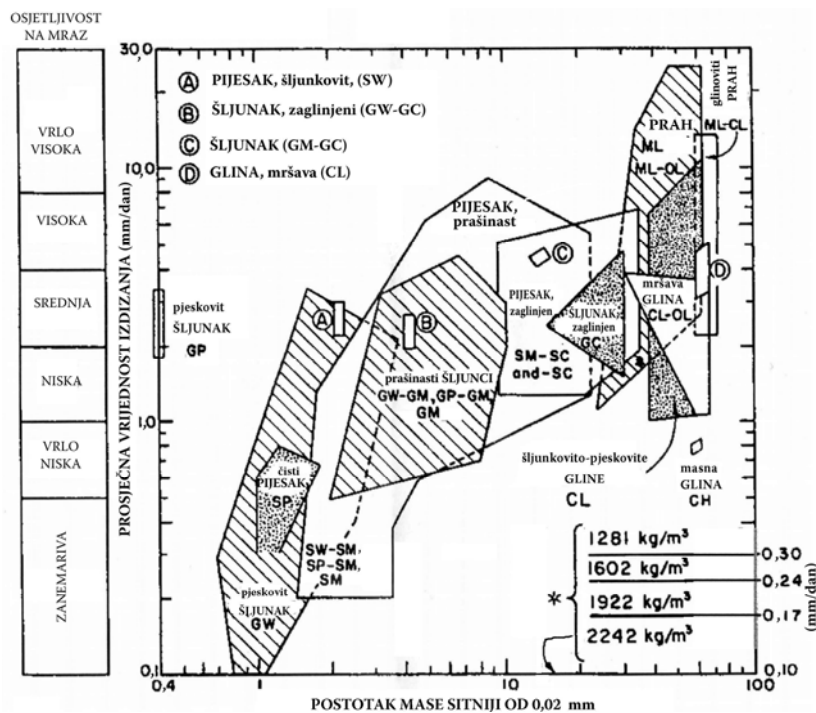 OSJETLJIVOST
NA MRAZ
VRLO
VISOKA
VISOKA
SREDNJA
NISKA
VRLO
NISKA
ZANEMARIVA
PROSJEČNA VRIJEDNOST IZDIZANJA (mm/dan)
30,0
10,0
1,0
0,1
A PIJESAK, šljunkovit, (SW)
B ŠLJUNAK, zaglinjeni (GW-GC)
C ŠLJUNAK (GM-GC)
D GLINA, mršava (CL)
pjeskovit
ŠLJUNAK
GP
A
B
C
D
PIJESAK,
prašinast
PRAH
ML
ML-OL
glinoviti
PRAH
ML-CL
PIJESAK,
zaglinjen
SM-SC
and-SC
ŠLJUNAK,
zaglinjen
GC
mršava
GLINA
CL-OL
prašinasti ŠLJUNCI
GW-GM, GP-GM
GM
čisti
PIJESAK
SP
SW-SM,
SP-SM,
SM
pjeskovit
ŠLJUNAK
GW
šljunkovito-pjeskovite
GLINE
CL
masna
GLINA
CH
*
1281 kg/m³
0,30
1602 kg/m³
0,24
1922 kg/m³
0,17
2242 kg/m³
0,10
(mm/dan)
0,4
1
10
100
POSTOTAK MASE SITNIJI OD 0,02 mm